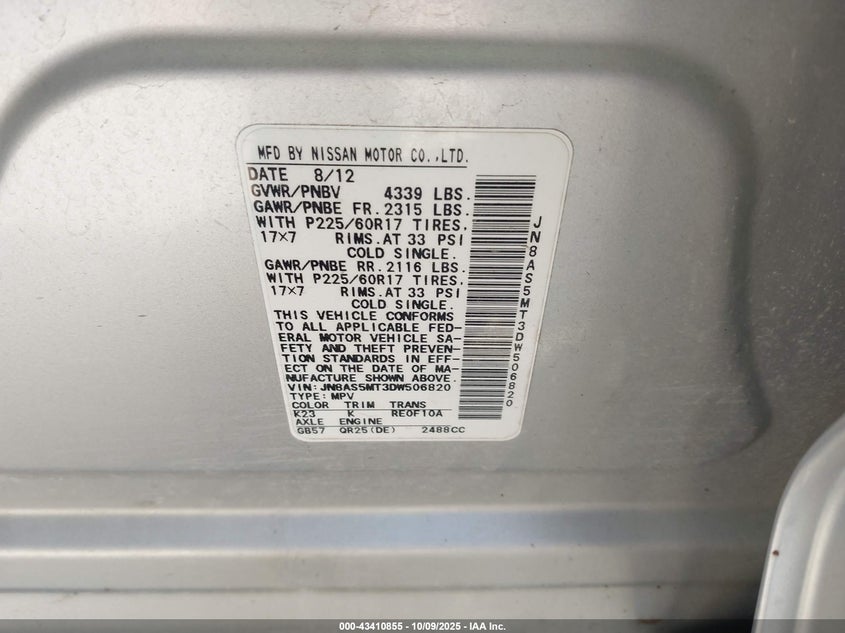 MFD BY NISSAN MOTOR CO.,LTD.
DATE 8/12
GVWR/PNBV 4339 LBS.
GAWR/PNBE FR. 2315 LBS.
WITH P225/60R17 TIRES,
17×7 RIMS.AT 33 PSI
COLD SINGLE.
GAWR/PNBE RR. 2116 LBS.
WITH P225/60R17 TIRES,
17×7 RIMS.AT 33 PSI
COLD SINGLE.
THIS VEHICLE CONFORMS
TO ALL APPLICABLE FED-
ERAL MOTOR VEHICLE SA-
FETY AND THEFT PREVEN-
TION STANDARDS IN EFF-
ECT ON THE DATE OF MA-
NUFACTURE SHOWN ABOVE.
VIN: JN8AS5MT3DW506820
TYPE: MPV
COLOR TRIM TRANS
K23 K RE0F10A
AXLE ENGINE
GB57 QR25(DE) 2488CC
JN8AS5MT3DW506820
000-43410855 - 10/09/2025 - IAA Inc.